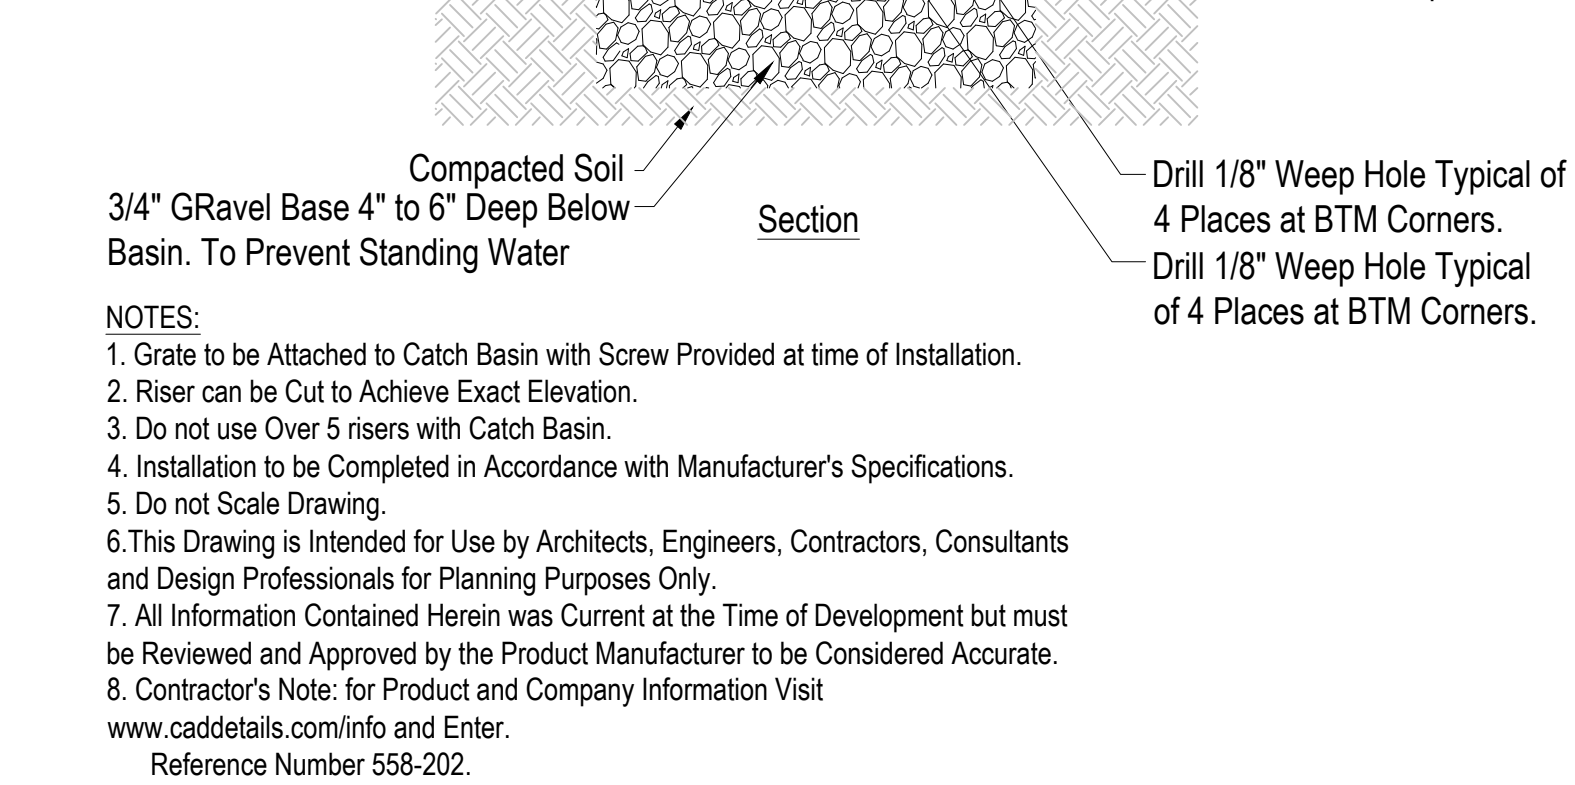 Compacted Soil
3/4" GRavel Base 4" to 6" Deep Below
Basin. To Prevent Standing Water
Section
Drill 1/8" Weep Hole Typical of
4 Places at BTM Corners.
Drill 1/8" Weep Hole Typical
of 4 Places at BTM Corners.
NOTES:
1. Grate to be Attached to Catch Basin with Screw Provided at time of Installation.
2. Riser can be Cut to Achieve Exact Elevation.
3. Do not use Over 5 risers with Catch Basin.
4. Installation to be Completed in Accordance with Manufacturer's Specifications.
5. Do not Scale Drawing.
6.This Drawing is Intended for Use by Architects, Engineers, Contractors, Consultants
and Design Professionals for Planning Purposes Only.
7. All Information Contained Herein was Current at the Time of Development but must
be Reviewed and Approved by the Product Manufacturer to be Considered Accurate.
8. Contractor's Note: for Product and Company Information Visit
www.caddetails.com/info and Enter.
Reference Number 558-202.